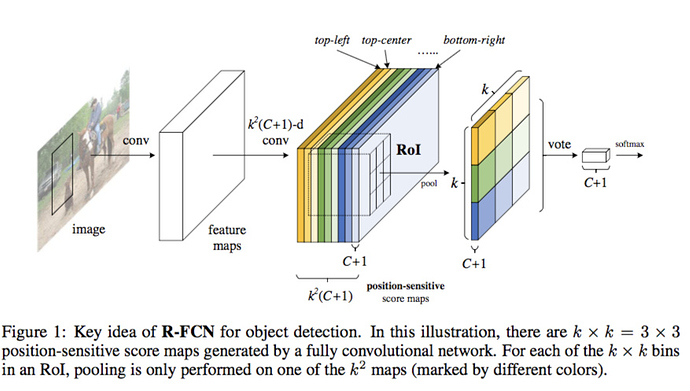 top-left top-center ...... bottom-right
k
k²(C+1)-d
conv
conv
RoI
vote
softmax
pool
k
C+1
image
feature
maps
C+1
C+1
k²(C+1)
position-sensitive
score maps
Figure 1: Key idea of R-FCN for object detection. In this illustration, there are k × k = 3 × 3
position-sensitive score maps generated by a fully convolutional network. For each of the k × k bins
in an RoI, pooling is only performed on one of the k² maps (marked by different colors).